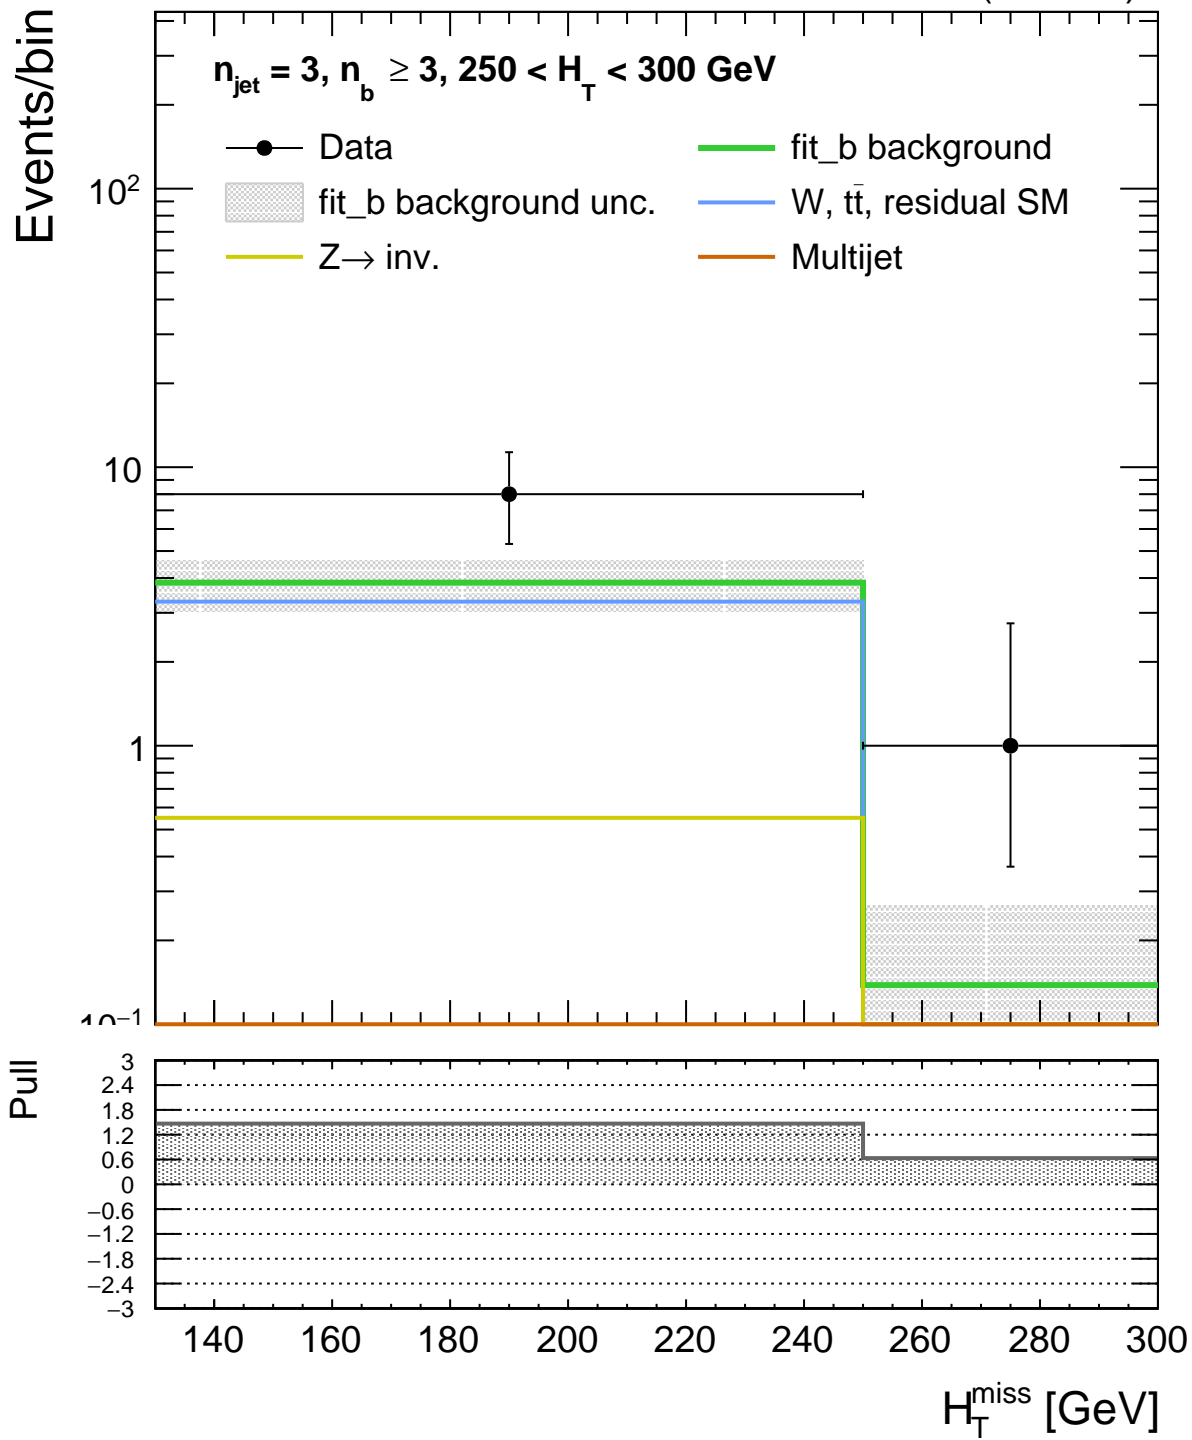 Events/bin
n_jet = 3, n_b ≥ 3, 250 < H_T < 300 GeV
Data
fit_b background
fit_b background unc.
W, tt̄, residual SM
Z→ inv.
Multijet
10²
10
1
10⁻¹
Pull
3
2.4
1.8
1.2
0.6
0
−0.6
−1.2
−1.8
−2.4
−3
140 160 180 200 220 240 260 280 300
H_T^miss [GeV]